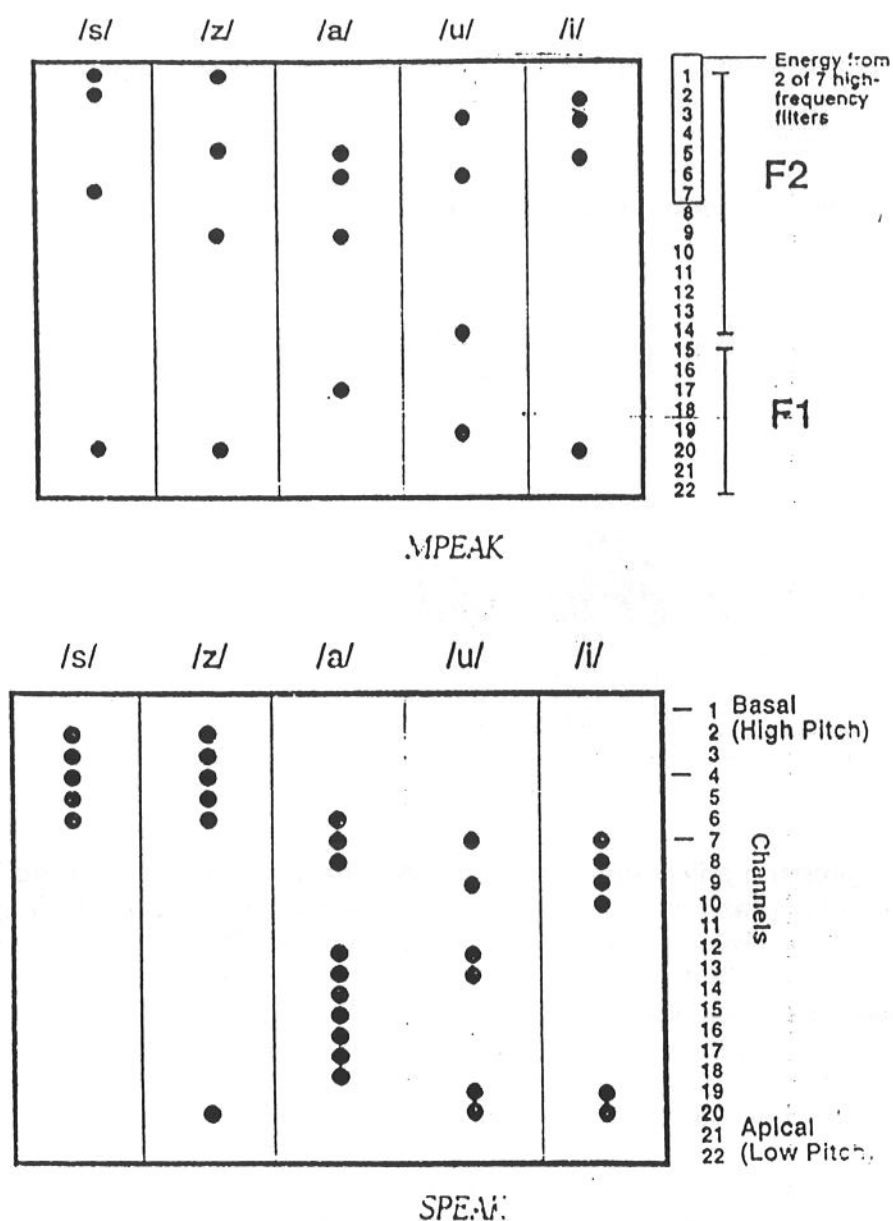 /s/ /z/ /a/ /u/ /i/
Energy from
2 of 7 high-
frequency
filters
1
2
3
4
5
6
7
8
9
10
11
12
13
14
15
16
17
18
19
20
21
22
F2
F1
MPEAK
/s/ /z/ /a/ /u/ /i/
1 Basal
2 (High Pitch)
3
4
5
6
7
8
9
10
11
12
13
14
15
16
17
18
19
20
21 Apical
22 (Low Pitch)
Channels
SPEAK